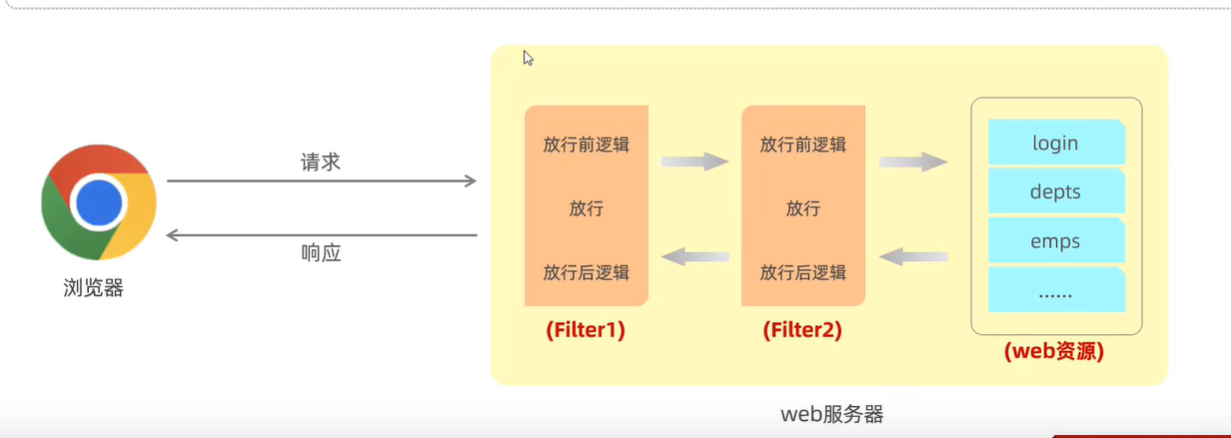 请求
响应
浏览器
放行前逻辑
放行
放行后逻辑
(Filter1)
放行前逻辑
放行
放行后逻辑
(Filter2)
login
depts
emps
......
(web资源)
web服务器